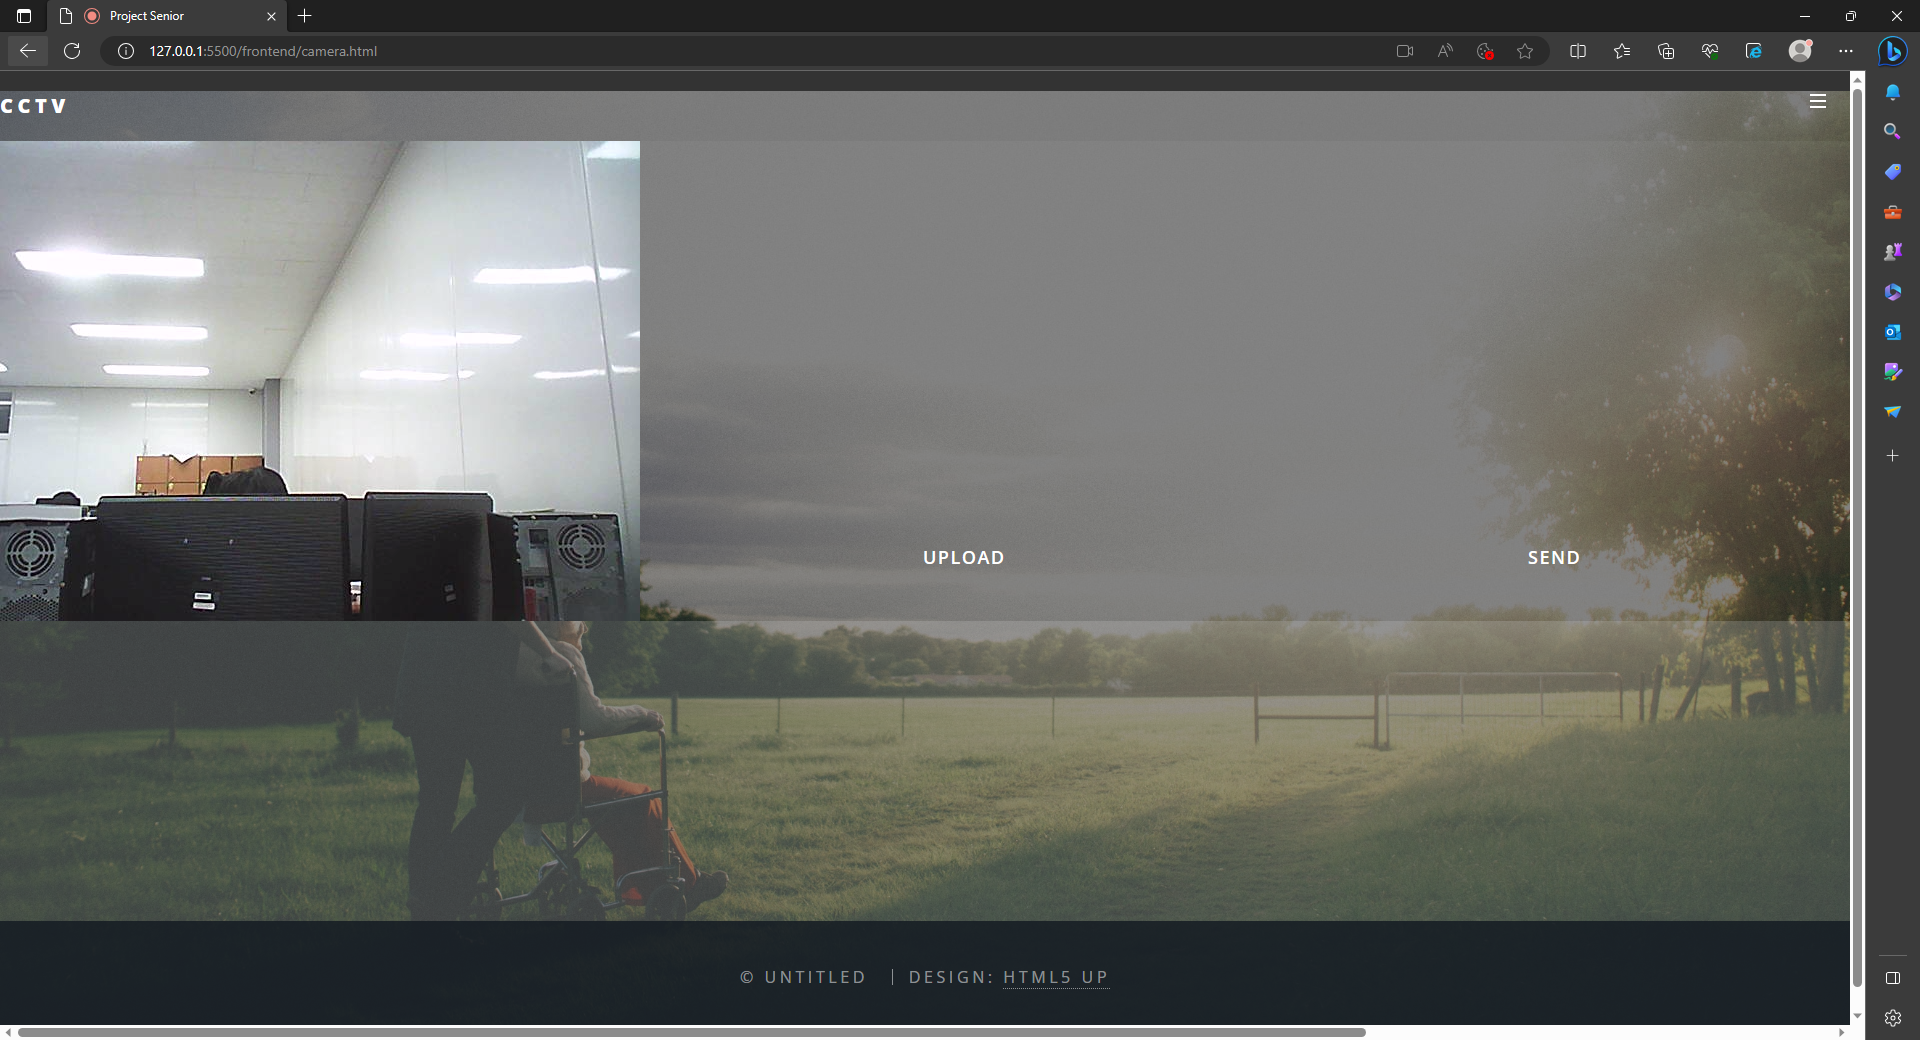 Project Senior
127.0.0.1:5500/frontend/camera.html
CCTV
UPLOAD
SEND
© UNTITLED | DESIGN: HTML5 UP